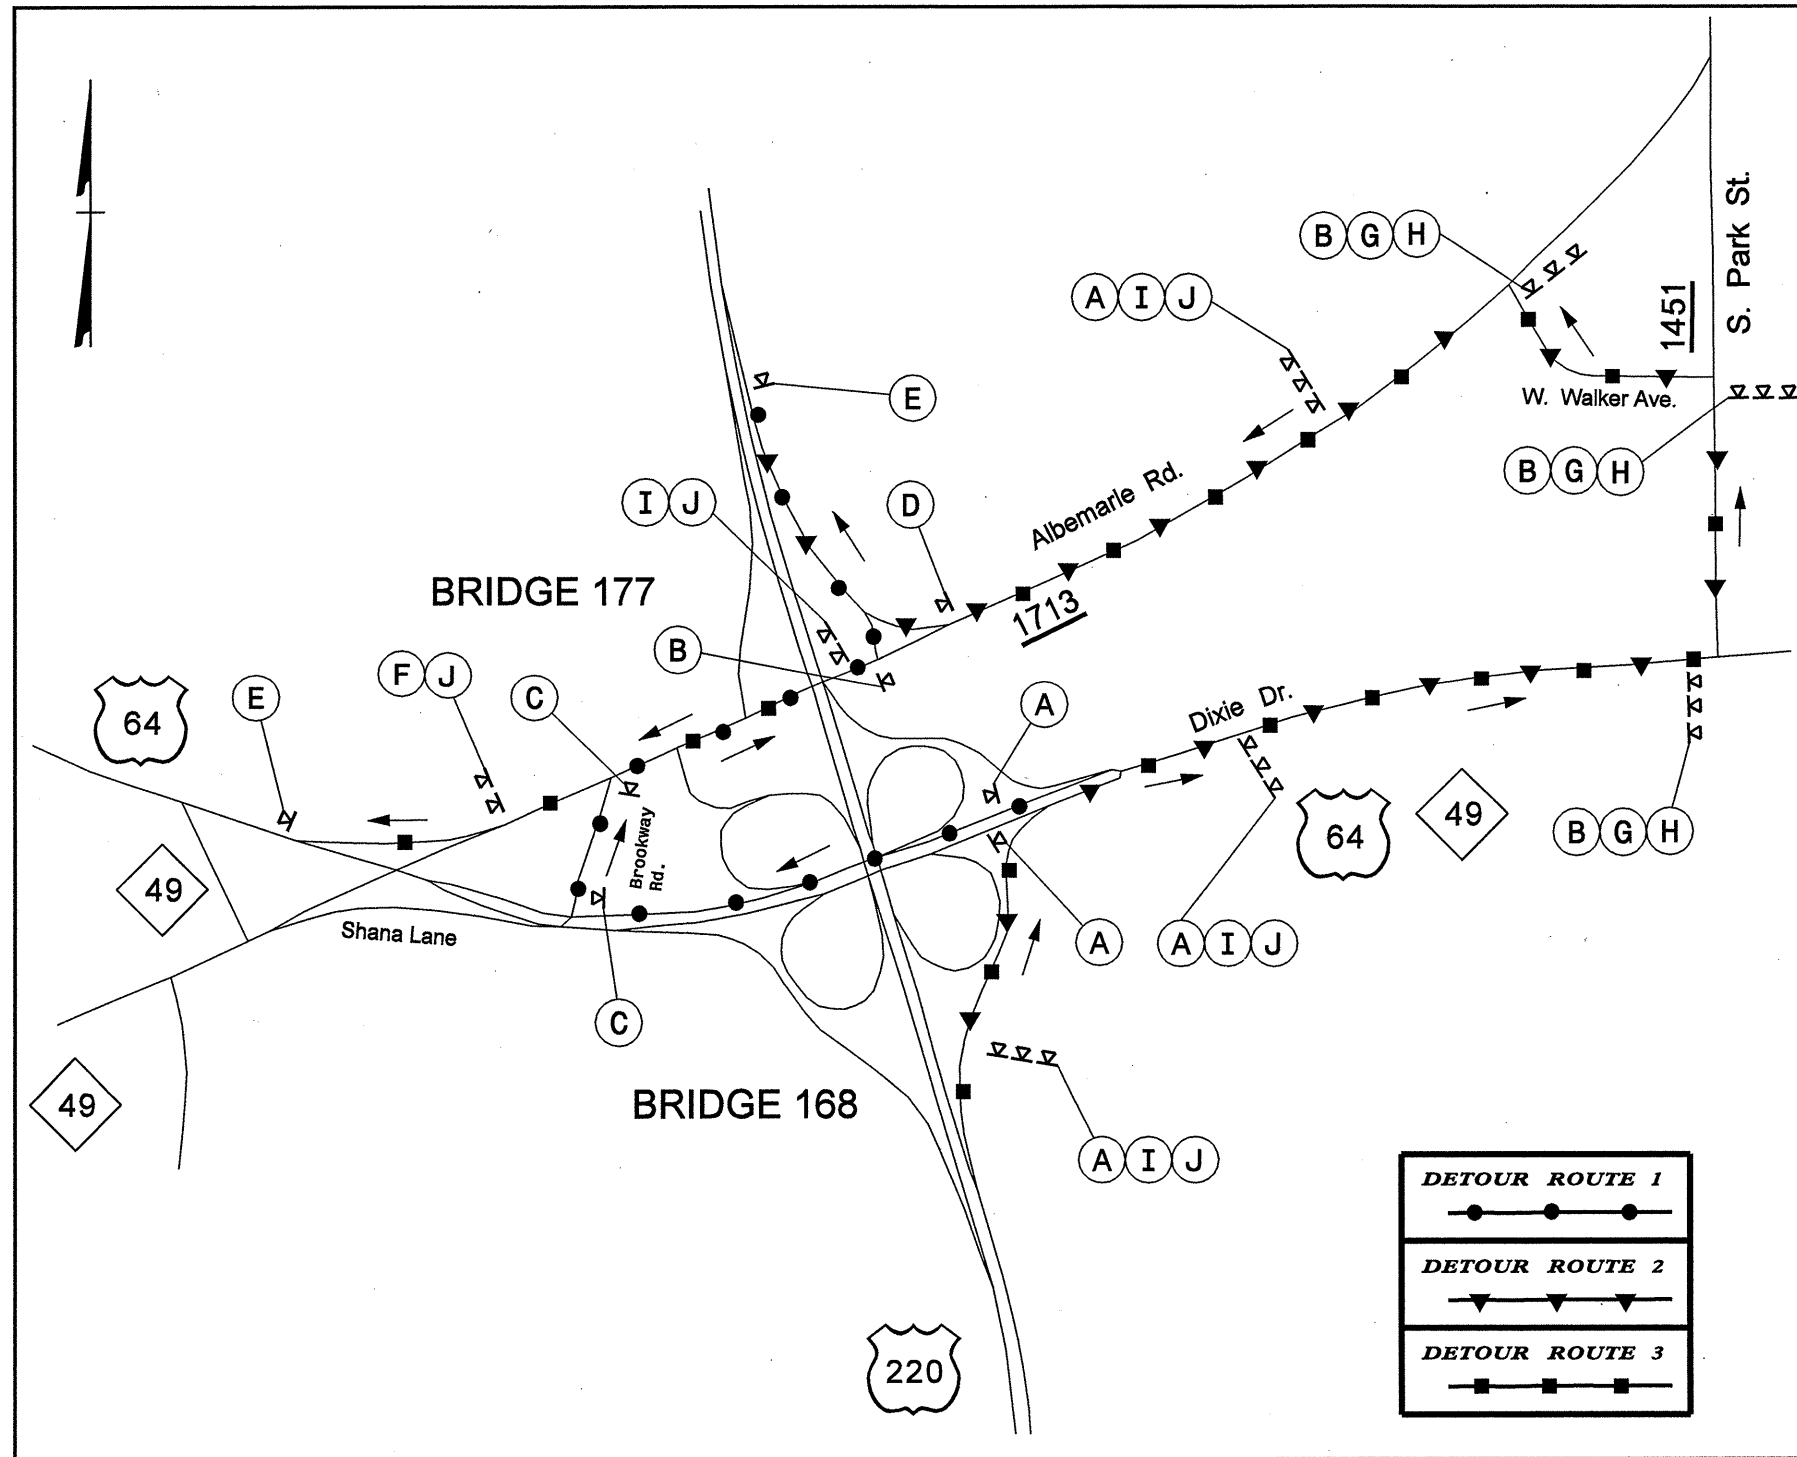 S. Park St.
B G H
A I J
1451
E
W. Walker Ave.
B G H
I J
D
Albemarle Rd.
BRIDGE 177
1713
B
F J
C
E
64
A
Dixie Dr.
64
49
B G H
Brookway
Rd.
49
Shana Lane
A
A I J
C
49
BRIDGE 168
A I J
DETOUR ROUTE 1
DETOUR ROUTE 2
DETOUR ROUTE 3
220